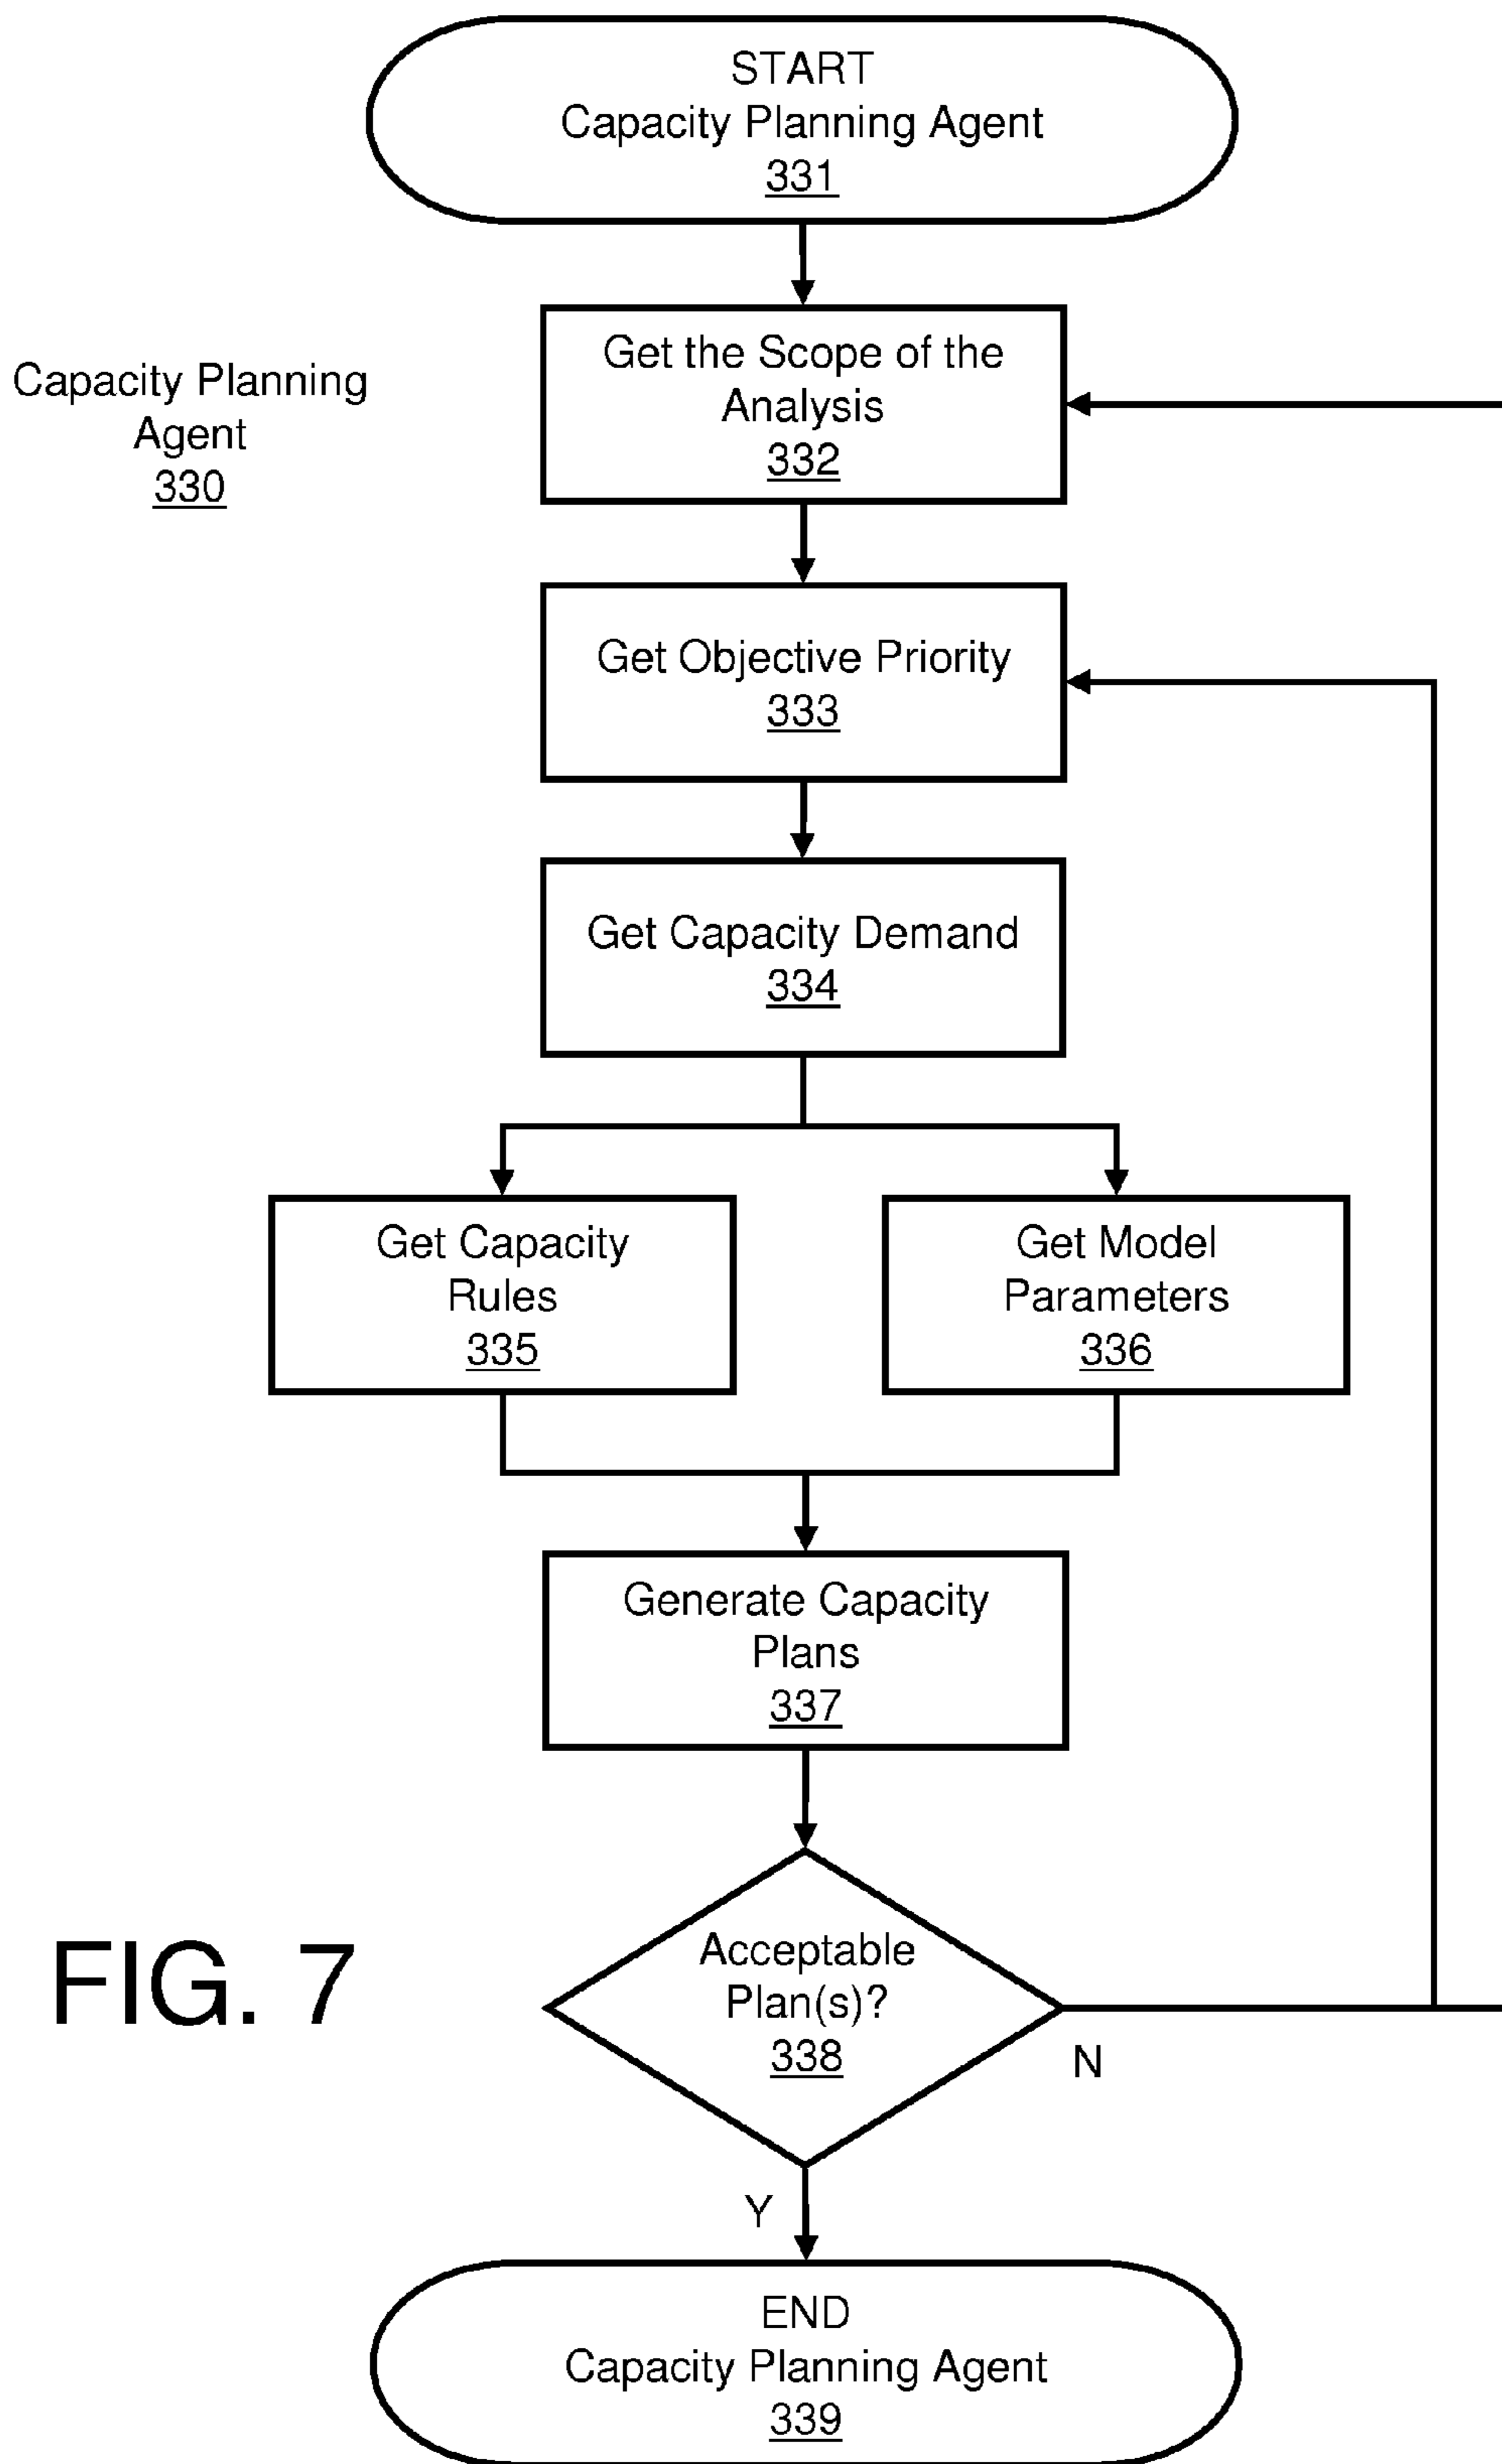 START
Capacity Planning Agent
331
Capacity Planning
Agent
330
Get the Scope of the
Analysis
332
Get Objective Priority
333
Get Capacity Demand
334
Get Capacity
Rules
335
Get Model
Parameters
336
Generate Capacity
Plans
337
FIG. 7
Acceptable
Plan(s)?
338
N
Y
END
Capacity Planning Agent
339